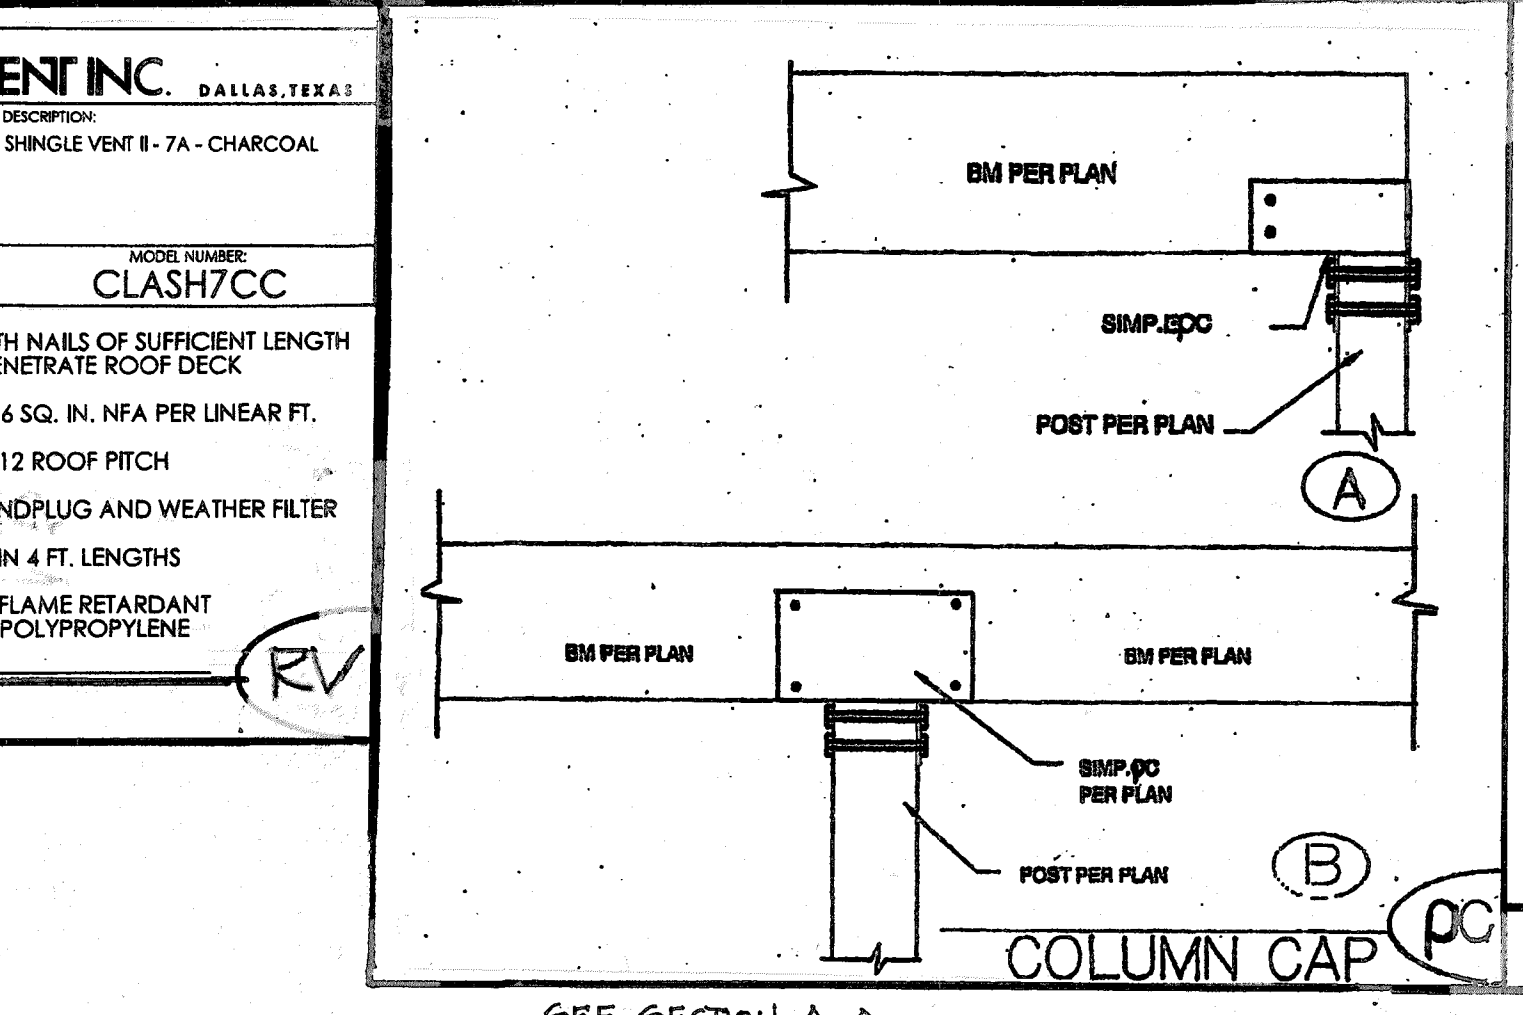 ENT INC. DALLAS, TEXAS
DESCRIPTION:
SHINGLE VENT II - 7A - CHARCOAL
MODEL NUMBER:
CLASH7CC
TH NAILS OF SUFFICIENT LENGTH
ENETRATE ROOF DECK
6 SQ. IN. NFA PER LINEAR FT.
12 ROOF PITCH
NDPLUG AND WEATHER FILTER
IN 4 FT. LENGTHS
FLAME RETARDANT
POLYPROPYLENE
RV
BM PER PLAN
SIMP.EPC
POST PER PLAN
A
BM PER PLAN
BM PER PLAN
SIMP.PC
PER PLAN
POST PER PLAN
B
COLUMN CAP
PC
SEE SECTION A